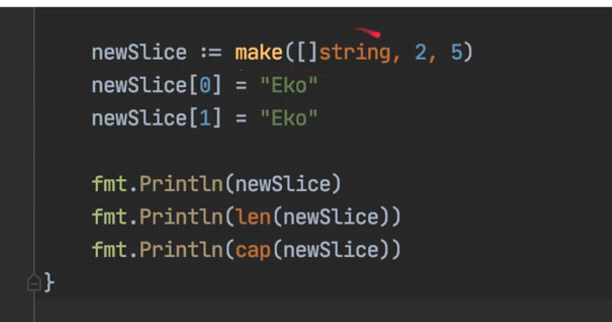 newSlice := make([]string, 2, 5)
newSlice[0] = "Eko"
newSlice[1] = "Eko"
fmt.Println(newSlice)
fmt.Println(len(newSlice))
fmt.Println(cap(newSlice))
}